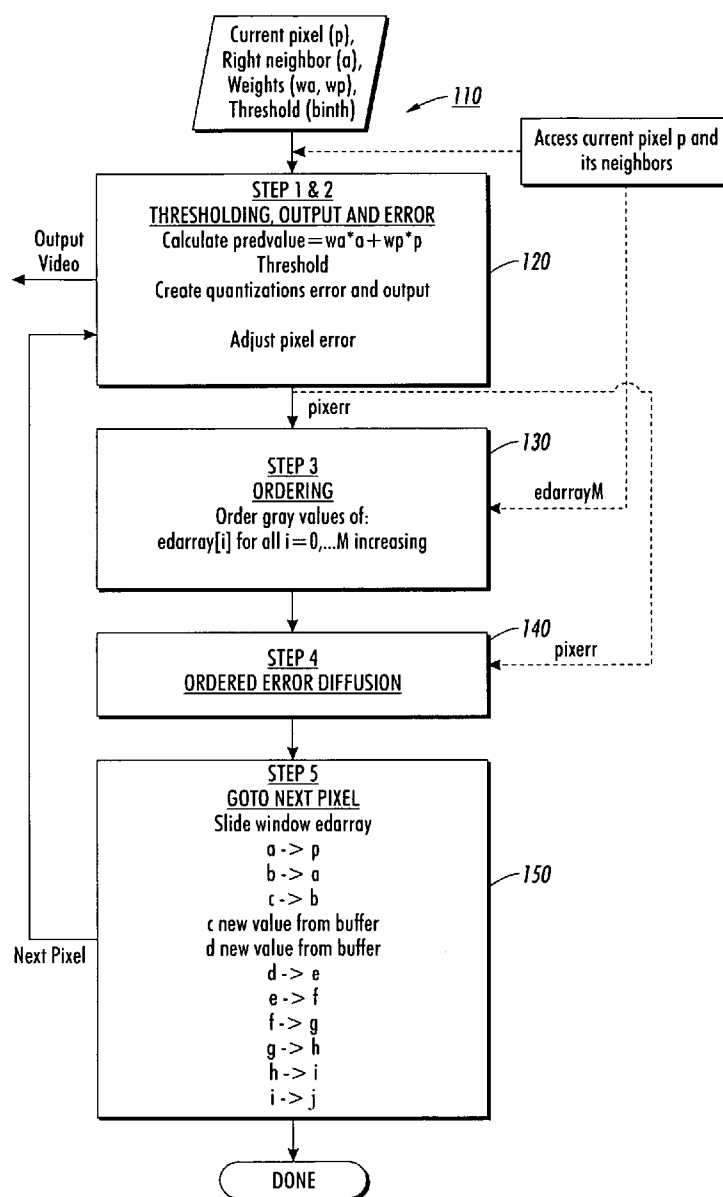 Current pixel (p),
Right neighbor (a),
Weights (wa, wp),
Threshold (binth)
110
Access current pixel p and
its neighbors
STEP 1 & 2
THRESHOLDING, OUTPUT AND ERROR
Calculate predvalue=wa*a+wp*p
Threshold
Create quantizations error and output
Adjust pixel error
Output
Video
120
pixerr
130
STEP 3
ORDERING
Order gray values of:
edarray[i] for all i=0,...M increasing
edarrayM
140
STEP 4
ORDERED ERROR DIFFUSION
pixerr
STEP 5
GOTO NEXT PIXEL
Slide window edarray
a -> p
b -> a
c -> b
c new value from buffer
d new value from buffer
d -> e
e -> f
f -> g
g -> h
h -> i
i -> j
150
Next Pixel
DONE